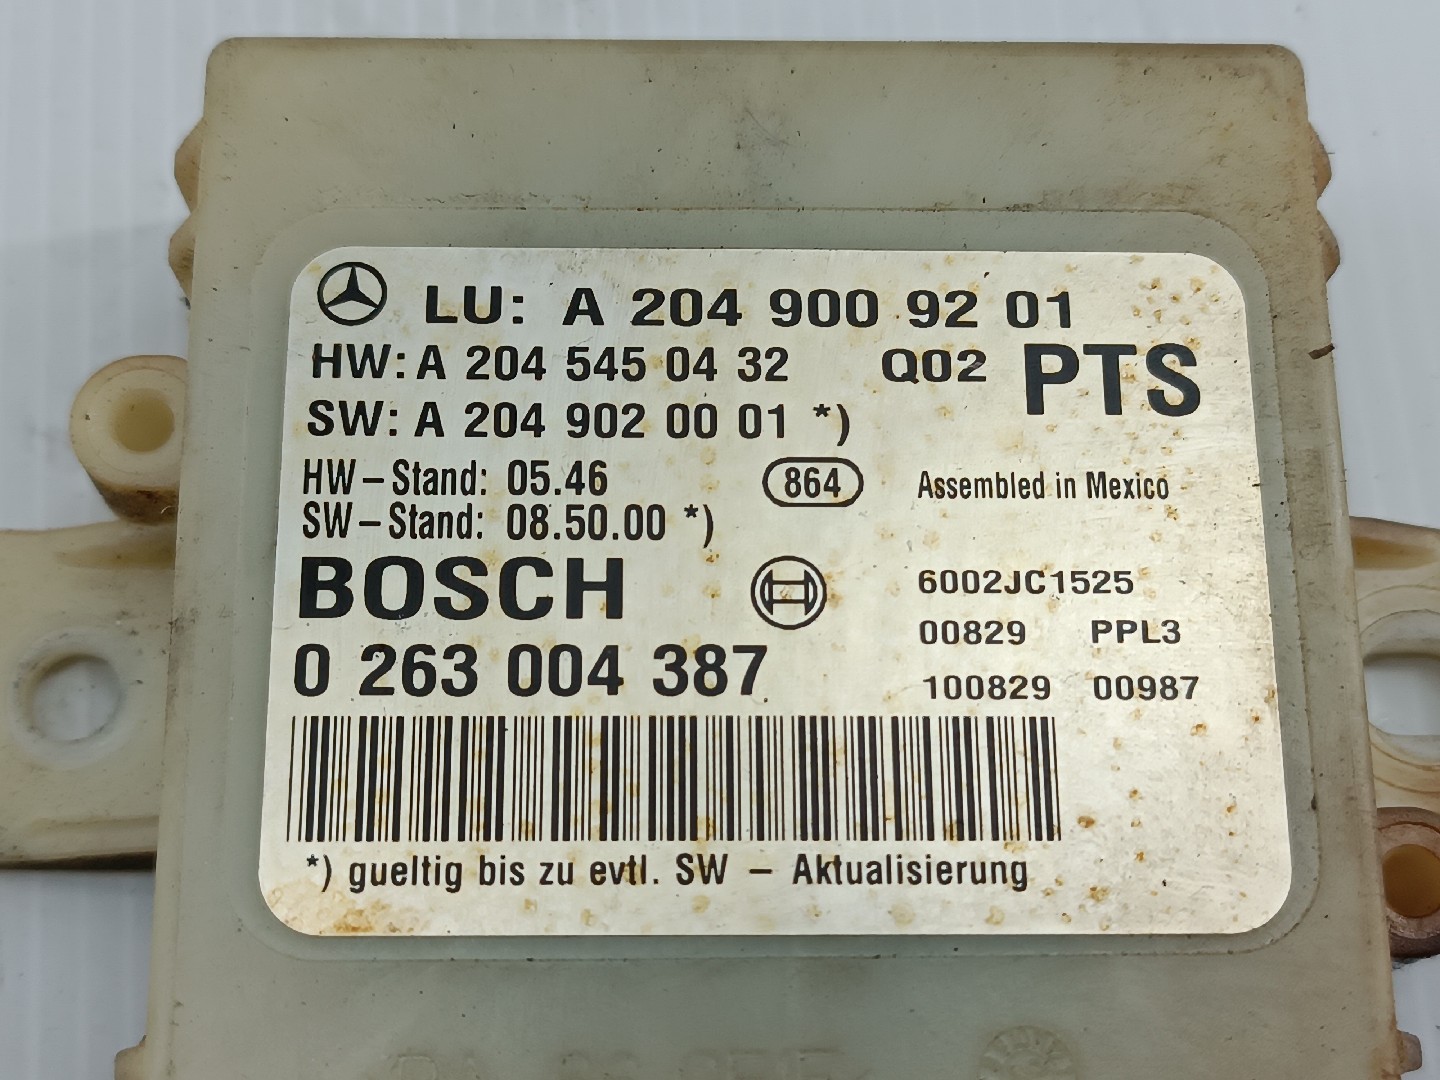 LU: A 204 900 92 01
HW: A 204 545 04 32 Q02 PTS
SW: A 204 902 00 01 *)
HW-Stand: 05.46 864 Assembled in Mexico
SW-Stand: 08.50.00 *)
BOSCH 6002JC1525
00829 PPL3
0 263 004 387 100829 00987
*) gueltig bis zu evtl. SW - Aktualisierung